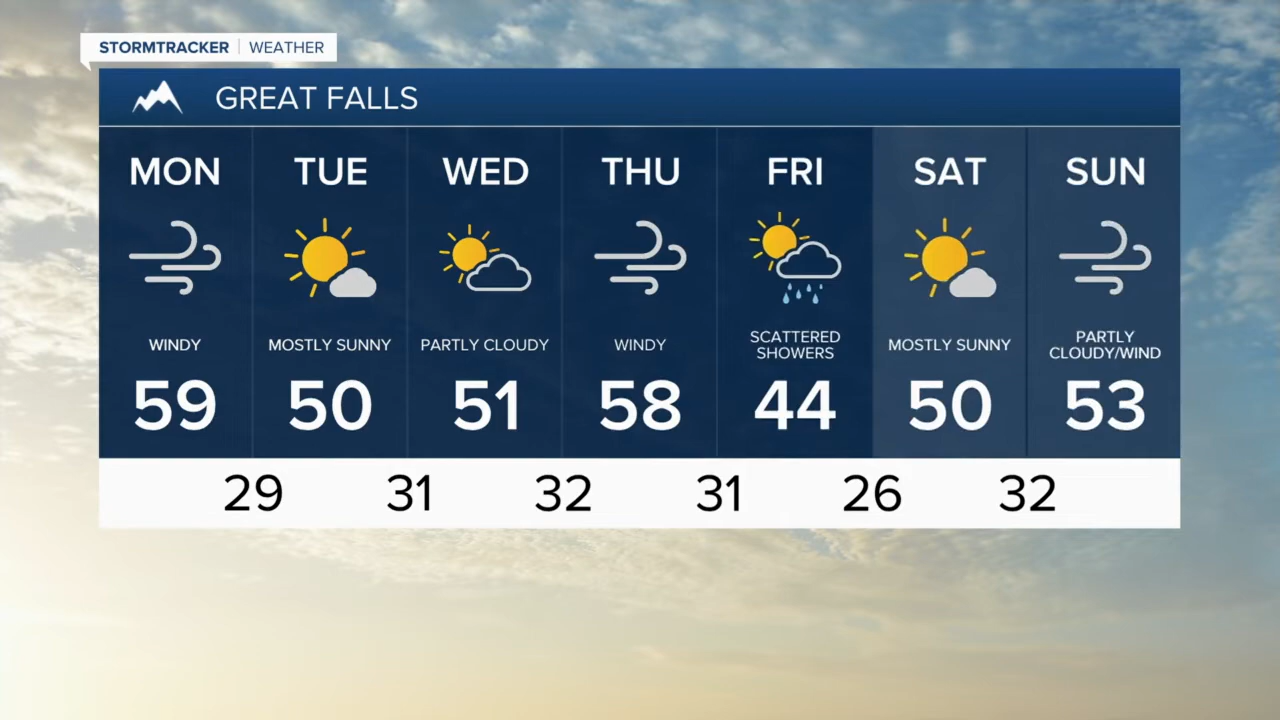 STORMTRACKER | WEATHER
GREAT FALLS
MON TUE WED THU FRI SAT SUN
WINDY MOSTLY SUNNY PARTLY CLOUDY WINDY SCATTERED SHOWERS MOSTLY SUNNY PARTLY CLOUDY/WIND
59 50 51 58 44 50 53
29 31 32 31 26 32